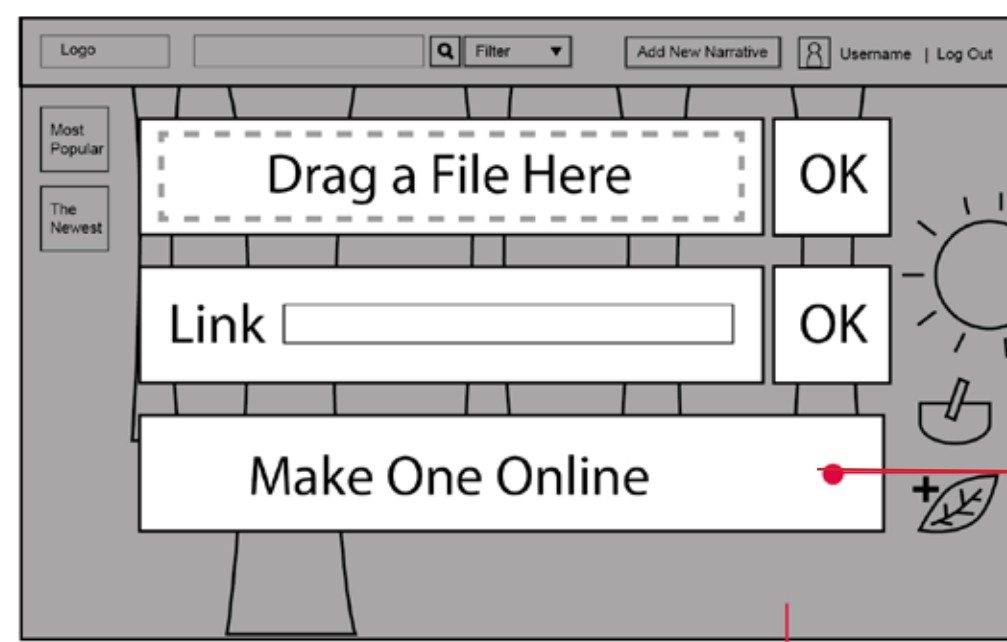 Logo
Filter
Add New Narrative
Username | Log Out
Most
Popular
The
Newest
Drag a File Here
OK
Link
OK
Make One Online
+